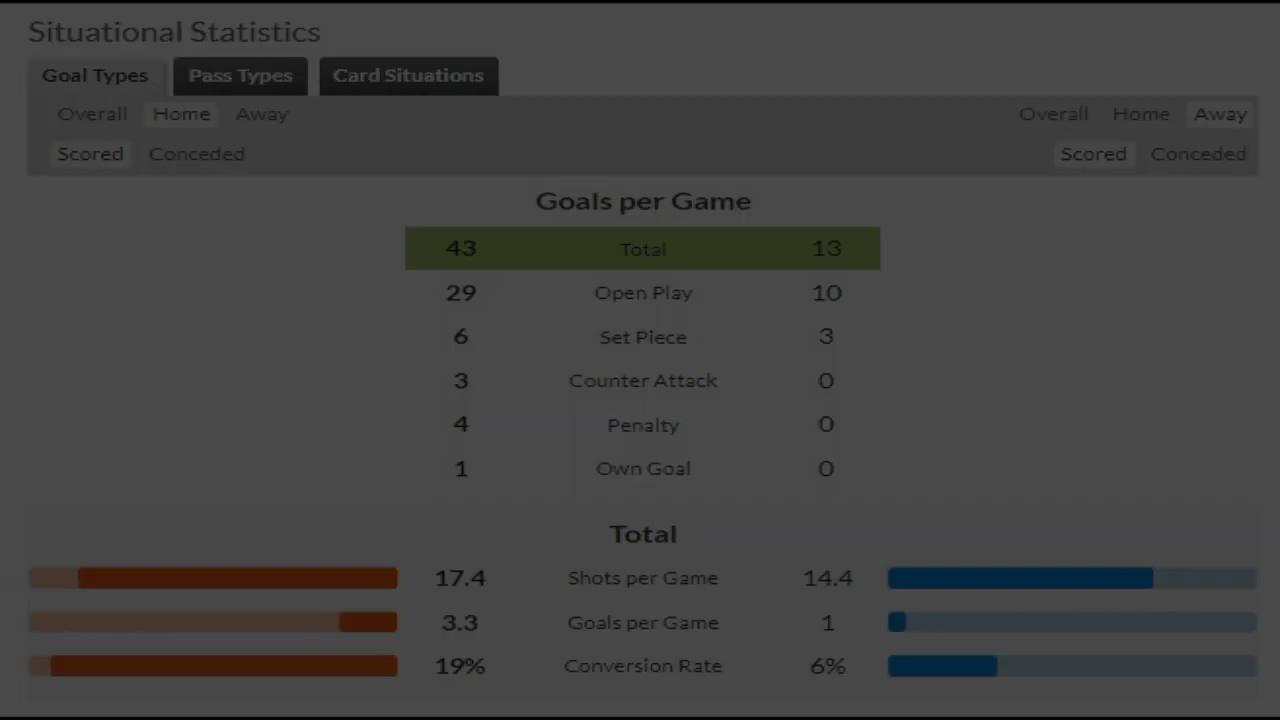 Situational Statistics
Goal Types Pass Types Card Situations
Overall Home Away Overall Home Away
Scored Conceded Scored Conceded
Goals per Game
43 Total 13
29 Open Play 10
6 Set Piece 3
3 Counter Attack 0
4 Penalty 0
1 Own Goal 0
Total
17.4 Shots per Game 14.4
3.3 Goals per Game 1
19% Conversion Rate 6%